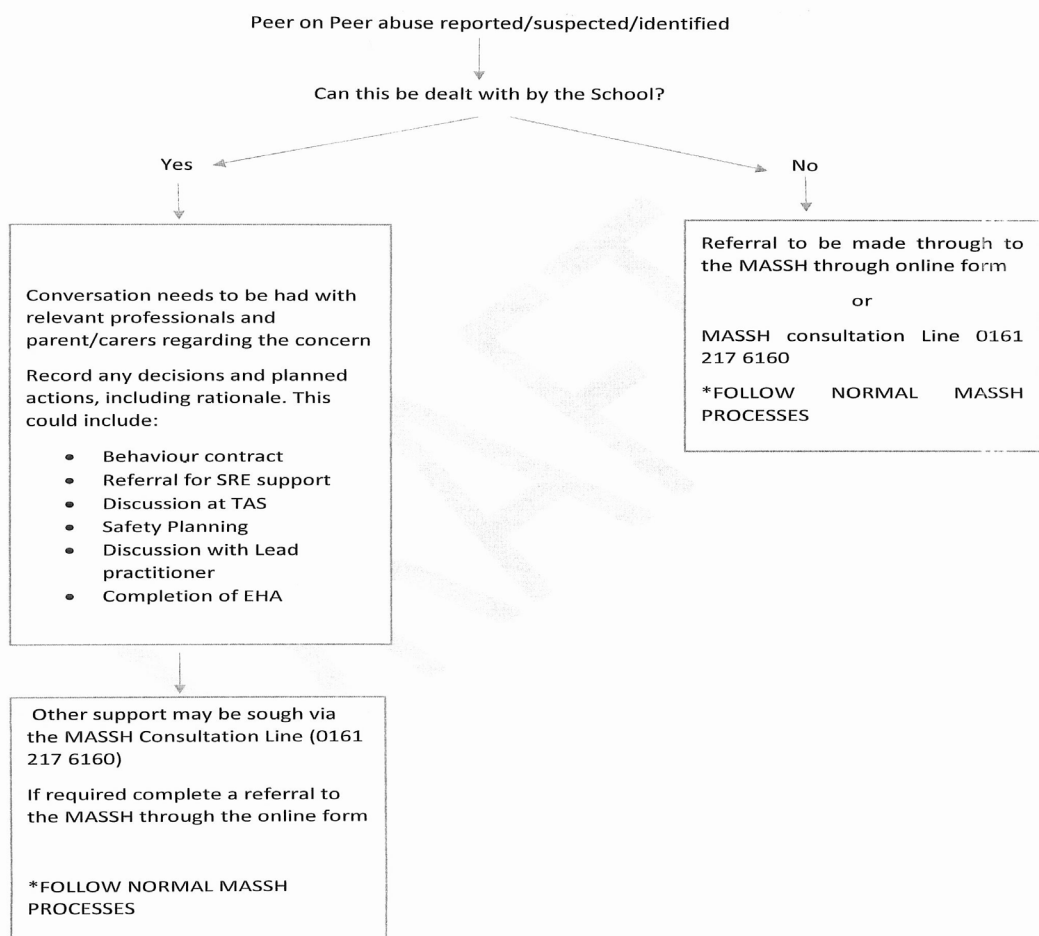 Peer on Peer abuse reported/suspected/identified
Can this be dealt with by the School?
Yes
No
Conversation needs to be had with
relevant professionals and
parent/carers regarding the concern
Record any decisions and planned
actions, including rationale. This
could include:
• Behaviour contract
• Referral for SRE support
• Discussion at TAS
• Safety Planning
• Discussion with Lead
practitioner
• Completion of EHA
Referral to be made through to
the MASSH through online form
or
MASSH consultation Line 0161
217 6160
*FOLLOW NORMAL MASSH
PROCESSES
Other support may be sough via
the MASSH Consultation Line (0161
217 6160)
If required complete a referral to
the MASSH through the online form
*FOLLOW NORMAL MASSH
PROCESSES